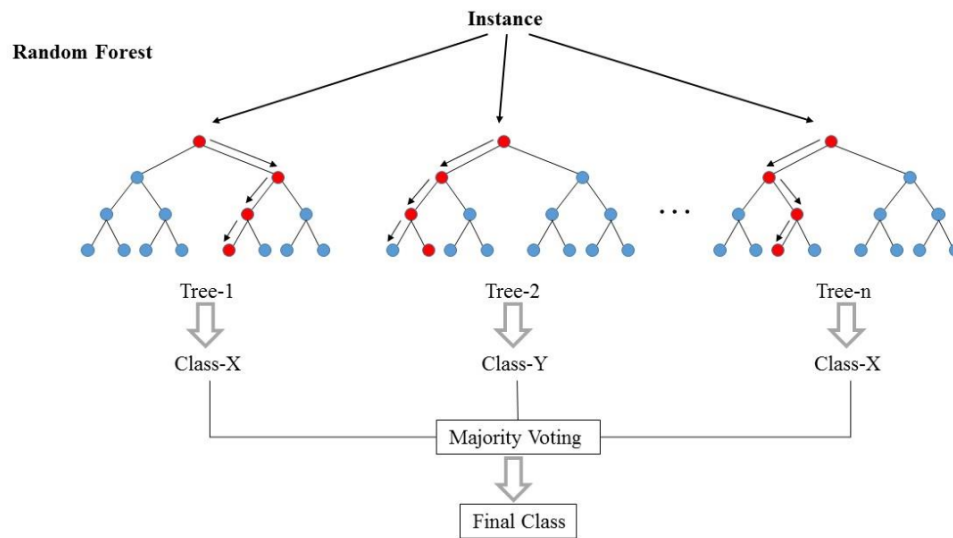 Instance
Random Forest
...
Tree-1
Tree-2
Tree-n
Class-X
Class-Y
Class-X
Majority Voting
Final Class